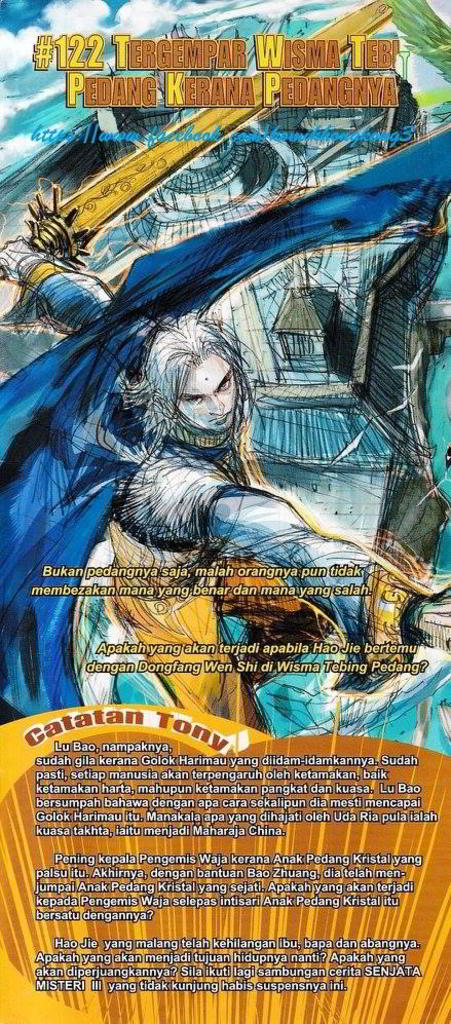 #122 TERGEMPAR WISMA TEBI
PEDANG KERANA PEDANGNYA
Bukan pedangnya saja, malah orangnya pun tidak
membezakan mana yang benar dan mana yang salah.
Apakah yang akan terjadi apabila Hao Jie bertemu
dengan Dongfang Wen Shi di Wisma Tebing Pedang?
Catatan Tony
Lu Bao, nampaknya,
sudah gila kerana Golok Harimau yang diidam-idamkannya. Sudah
pasti, setiap manusia akan terpengaruh oleh ketamakan, baik
ketamakan harta, mahupun ketamakan pangkat dan kuasa. Lu Bao
bersumpah bahawa dengan apa cara sekalipun dia mesti mencapai
Golok Harimau itu. Manakala apa yang dihajati oleh Uda Ria pula ialah
kuasa takhta, iaitu menjadi Maharaja China.
Pening kepala Pengemis Waja kerana Anak Pedang Kristal yang
palsu itu. Akhirnya, dengan bantuan Bao Zhuang, dia telah men-
jumpai Anak Pedang Kristal yang sejati. Apakah yang akan terjadi
kepada Pengemis Waja selepas intisari Anak Pedang Kristal itu
bersatu dengannya?
Hao Jie yang malang telah kehilangan ibu, bapa dan abangnya.
Apakah yang akan menjadi tujuan hidupnya nanti? Apakah yang
akan diperjuangkannya? Sila ikuti lagi sambungan cerita SENJATA
MISTERI III yang tidak kunjung habis suspensnya ini.